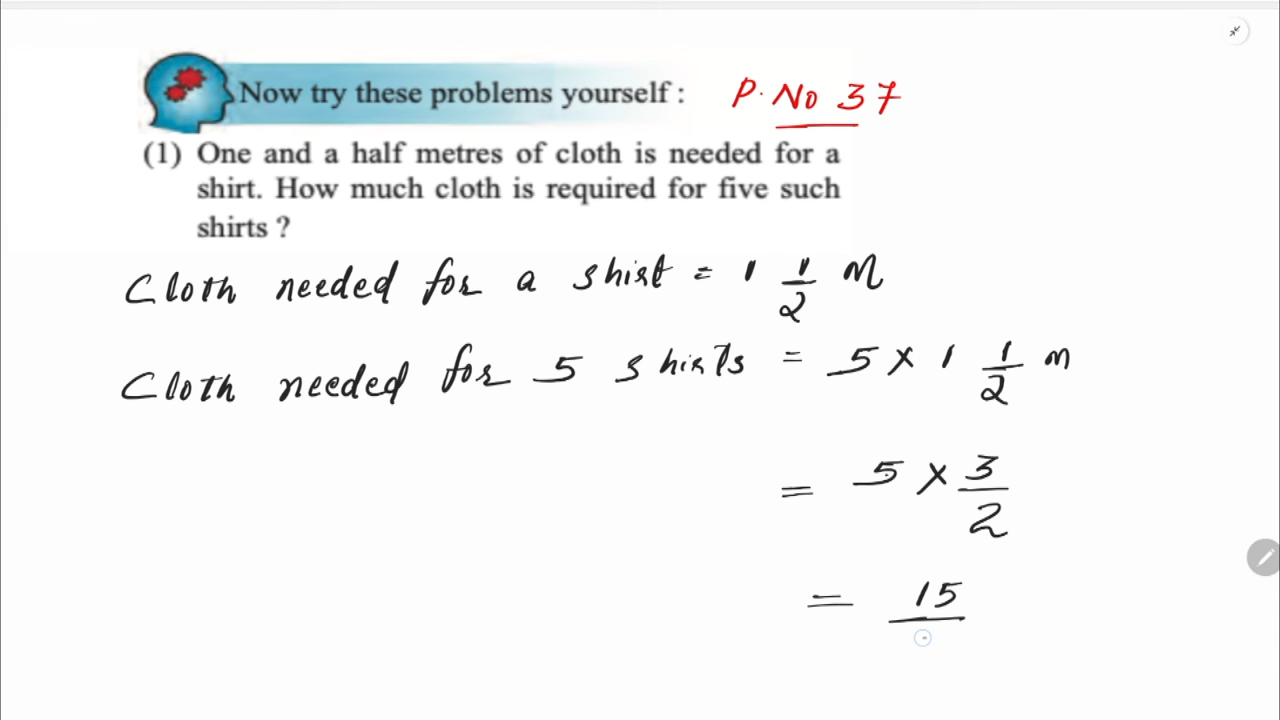 Now try these problems yourself : P. No 37
(1) One and a half metres of cloth is needed for a
shirt. How much cloth is required for five such
shirts ?
Cloth needed for a shirt = 1 1/2 m
Cloth needed for 5 shirts = 5 × 1 1/2 m
= 5 × 3/2
= 15